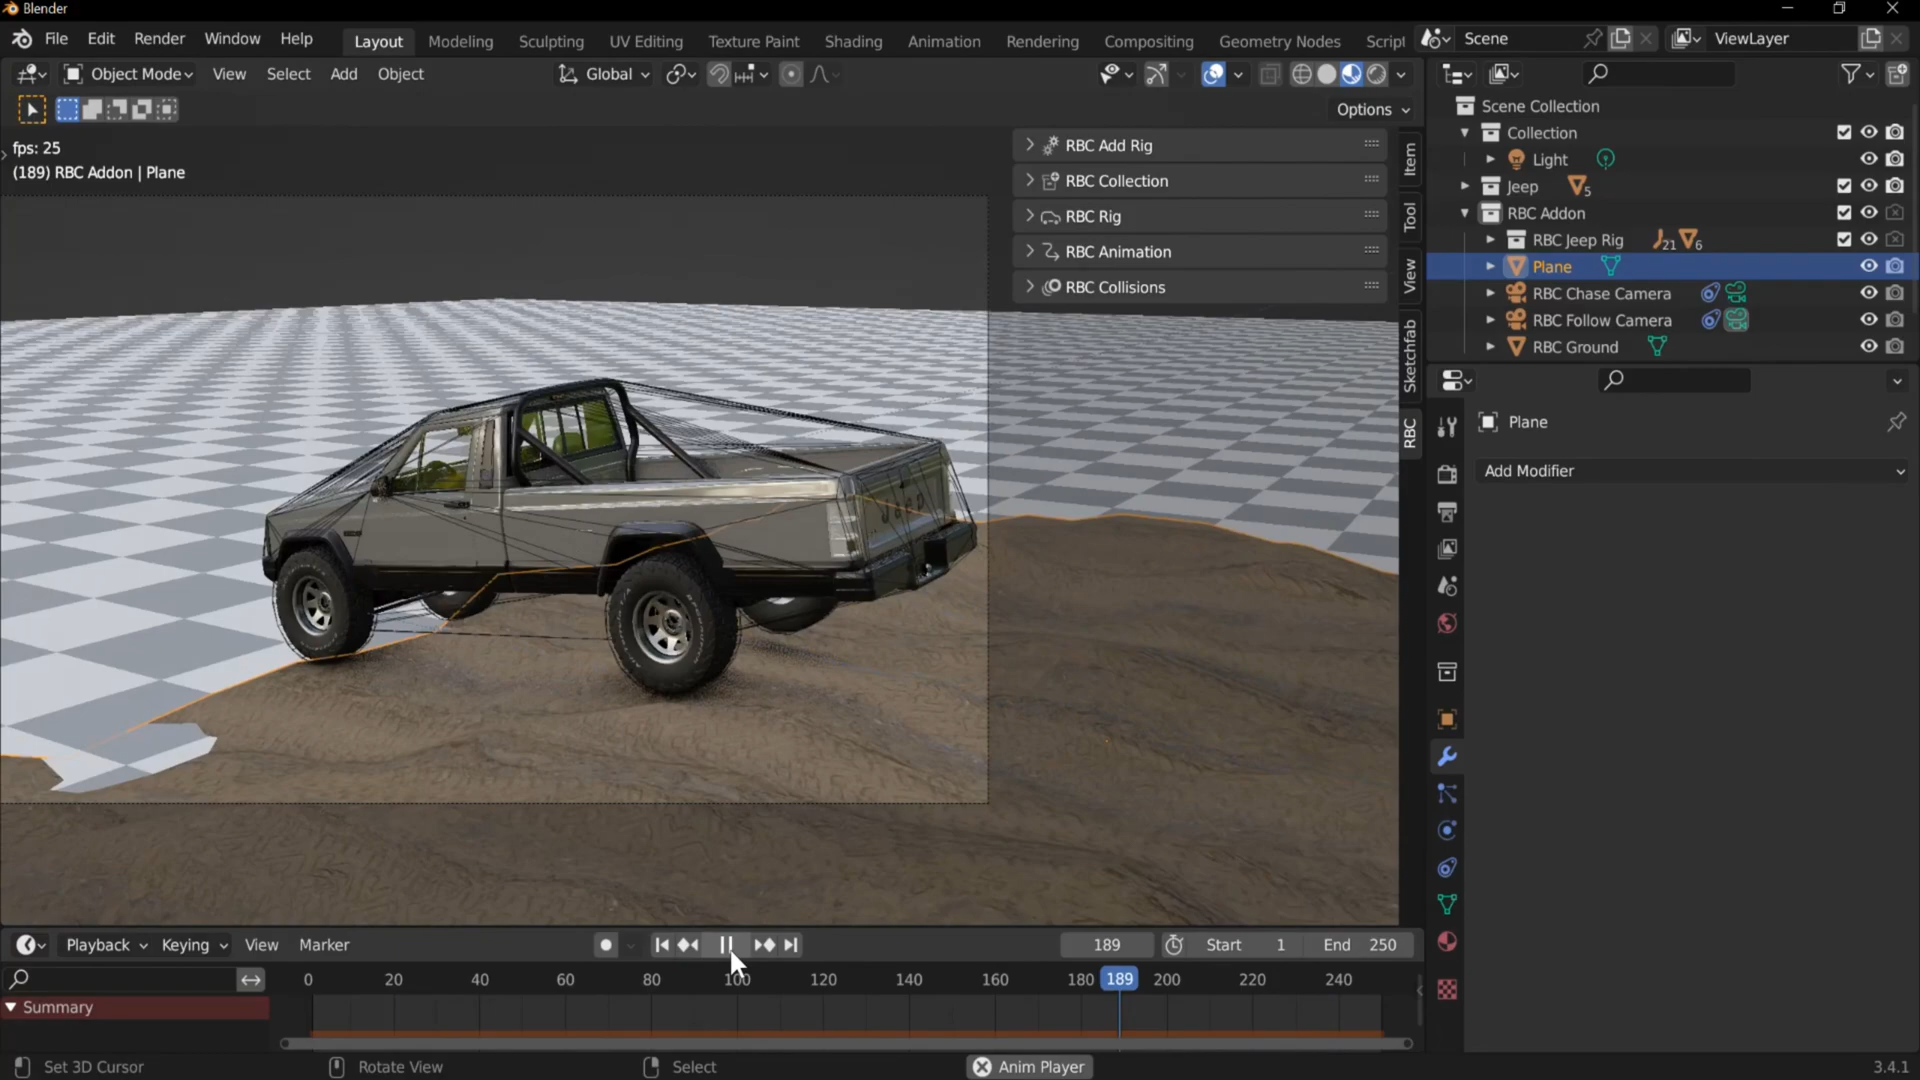 Blender
File Edit Render Window Help
Layout Modeling Sculpting UV Editing Texture Paint Shading Animation Rendering Compositing Geometry Nodes Script
Scene
ViewLayer
Object Mode View Select Add Object
Global
Options
fps: 25
(189) RBC Addon | Plane
RBC Add Rig
RBC Collection
RBC Rig
RBC Animation
RBC Collisions
Item
Tool
View
Sketchfab
RBC
Scene Collection
Collection
Light
Jeep 5
RBC Addon
RBC Jeep Rig 21 6
Plane
RBC Chase Camera
RBC Follow Camera
RBC Ground
Plane
Add Modifier
Jeep
Playback Keying View Marker
189 Start 1 End 250
0 20 40 60 80 100 120 140 160 180 189 200 220 240
Summary
Set 3D Cursor Rotate View Select Anim Player 3.4.1